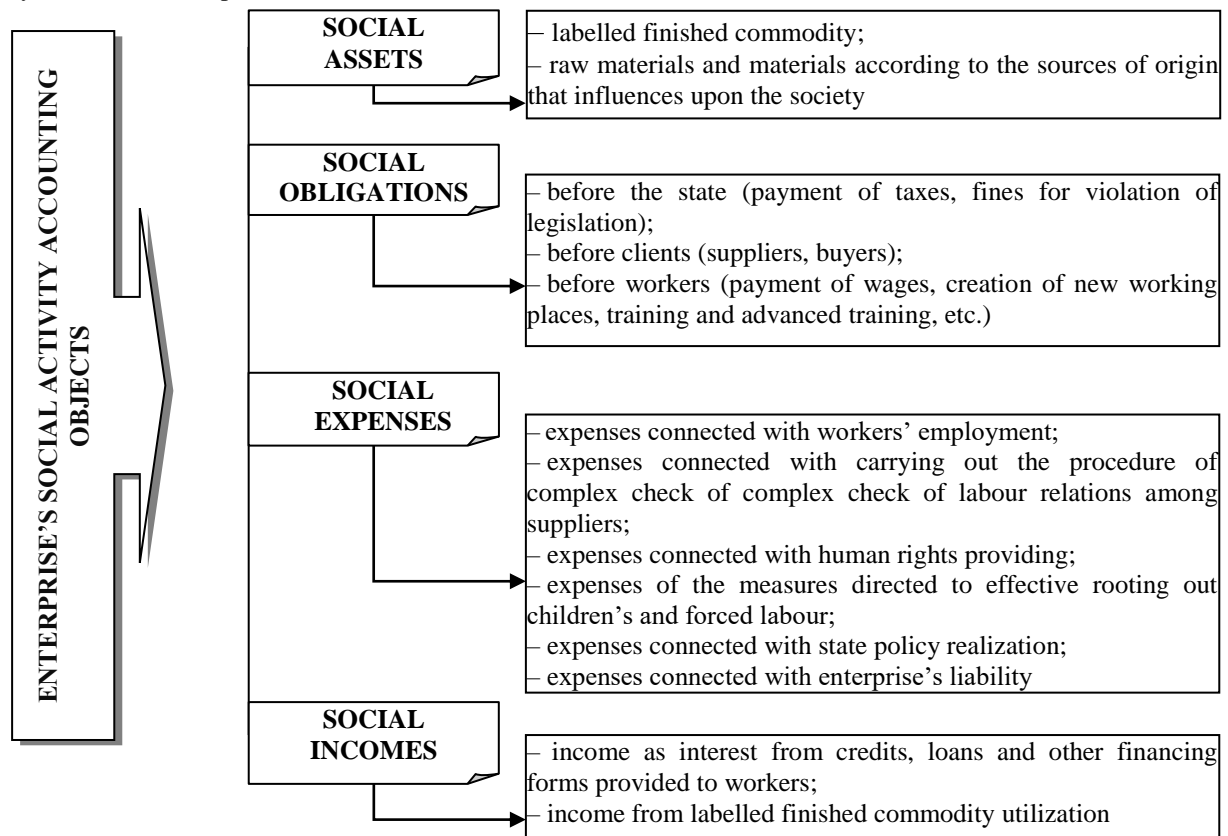 ENTERPRISE'S SOCIAL ACTIVITY ACCOUNTING
OBJECTS
SOCIAL
ASSETS
– labelled finished commodity;
– raw materials and materials according to the sources of origin
that influences upon the society
SOCIAL
OBLIGATIONS
– before the state (payment of taxes, fines for violation of
legislation);
– before clients (suppliers, buyers);
– before workers (payment of wages, creation of new working
places, training and advanced training, etc.)
SOCIAL
EXPENSES
– expenses connected with workers' employment;
– expenses connected with carrying out the procedure of
complex check of complex check of labour relations among
suppliers;
– expenses connected with human rights providing;
– expenses of the measures directed to effective rooting out
children's and forced labour;
– expenses connected with state policy realization;
– expenses connected with enterprise's liability
SOCIAL
INCOMES
– income as interest from credits, loans and other financing
forms provided to workers;
– income from labelled finished commodity utilization